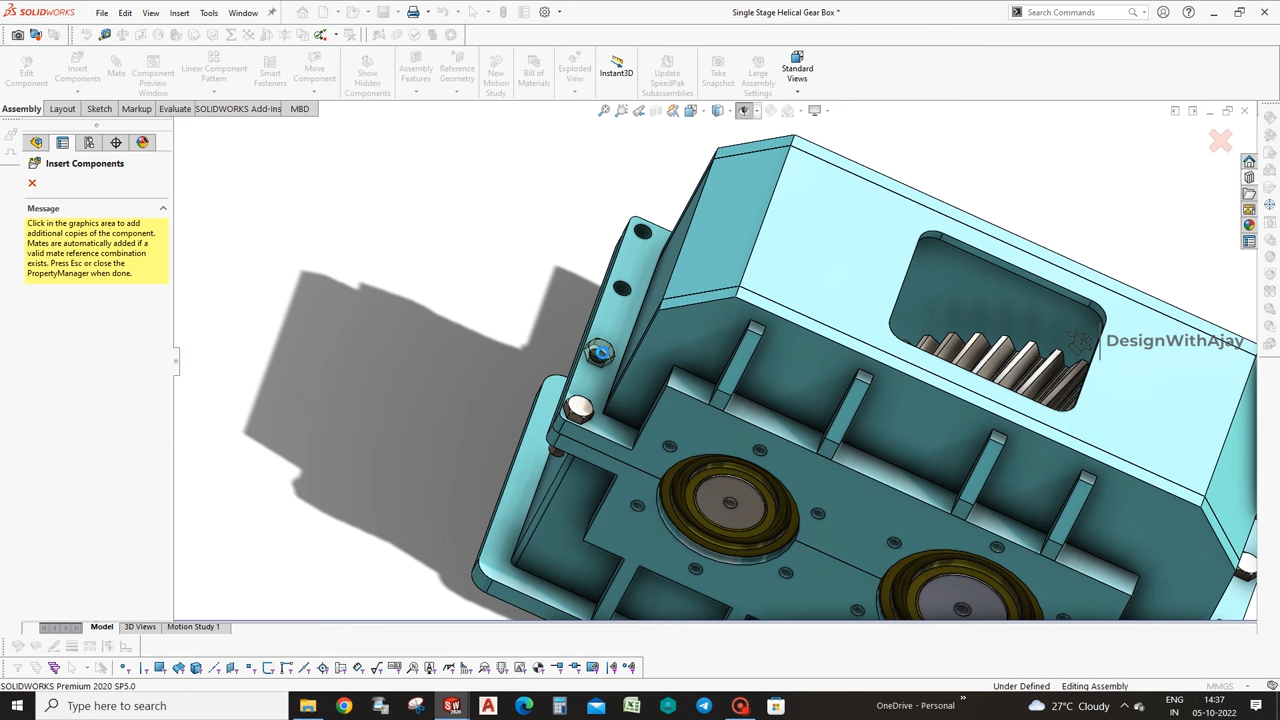 SOLIDWORKS
File Edit View Insert Tools Window
Single Stage Helical Gear Box *
Search Commands
Edit Component
Insert Components
Mate
Component Preview Window
Linear Component Pattern
Smart Fasteners
Move Component
Show Hidden Components
Assembly Features
Reference Geometry
New Motion Study
Bill of Materials
Exploded View
Instant3D
Update SpeedPak Subassemblies
Take Snapshot
Large Assembly Settings
Standard Views
Assembly Layout Sketch Markup Evaluate SOLIDWORKS Add-Ins MBD
Insert Components
Message
Click in the graphics area to add
additional copies of the component.
Mates are automatically added if a
valid mate reference combination
exists. Press Esc or close the
PropertyManager when done.
DesignWithAjay
Model 3D Views Motion Study 1
SOLIDWORKS Premium 2020 SP5.0
Under Defined Editing Assembly MMGS
Type here to search
OneDrive - Personal
27°C Cloudy
ENG
IN
14:37
05-10-2022